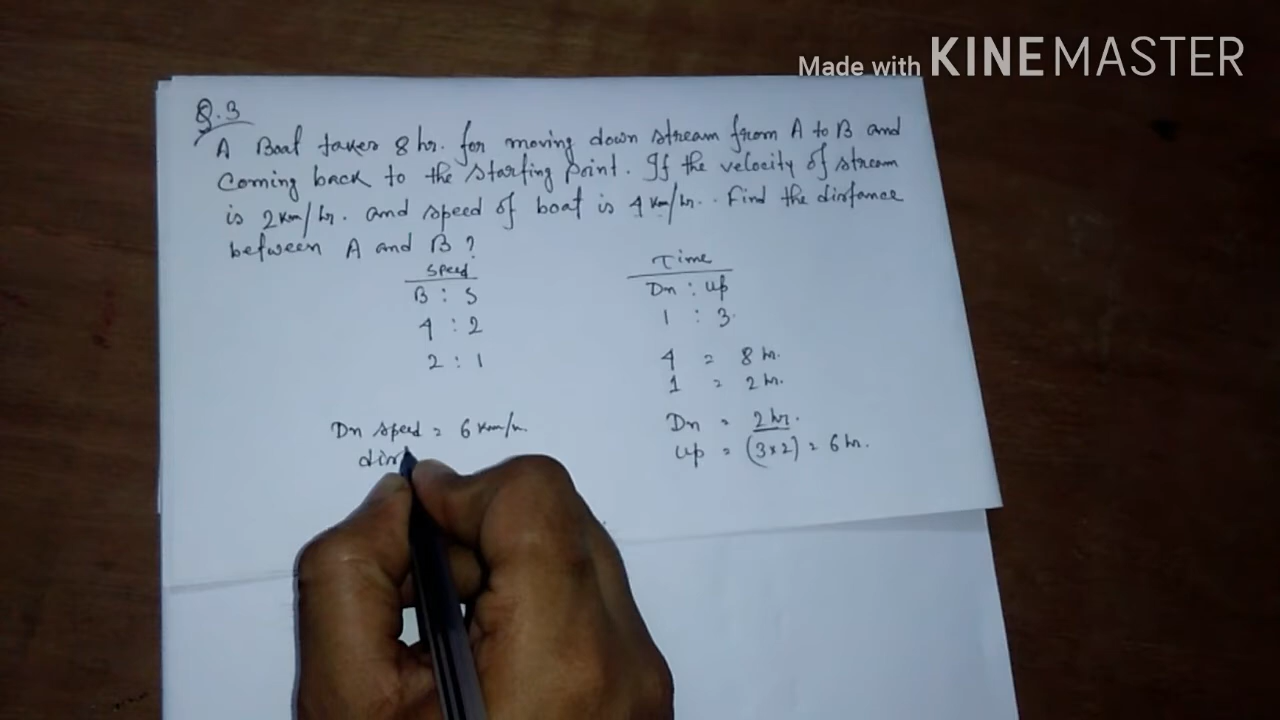 Made with KINEMASTER
Q.3
A Boat takes 8 hr. for moving down stream from A to B and
Coming back to the starting point. If the velocity of stream
is 2 km/hr. and speed of boat is 4 km/hr. . Find the distance
between A and B ?
Speed
B : S
4 : 2
2 : 1
Time
Dn : up
1 : 3.
4 = 8 hr.
1 = 2 hr.
Dn = 2 hr.
up = (3x2) = 6 hr.
Dn speed = 6 km/hr.
dist